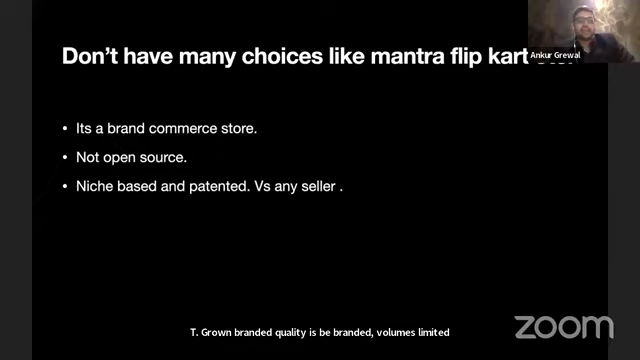 Don't have many choices like mantra flip kart
Ankur Grewal
• Its a brand commerce store.
• Not open source.
• Niche based and patented. Vs any seller .
T. Grown branded quality is be branded, volumes limited
zoom